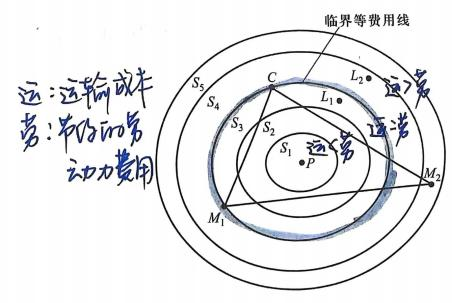 临界等费用线
运：运输成本
劳：节约的劳
动力费用
S₅
S₄
S₃
S₂
S₁
C
L₁
L₂
P
M₁
M₂
运>劳
运=劳
运<劳